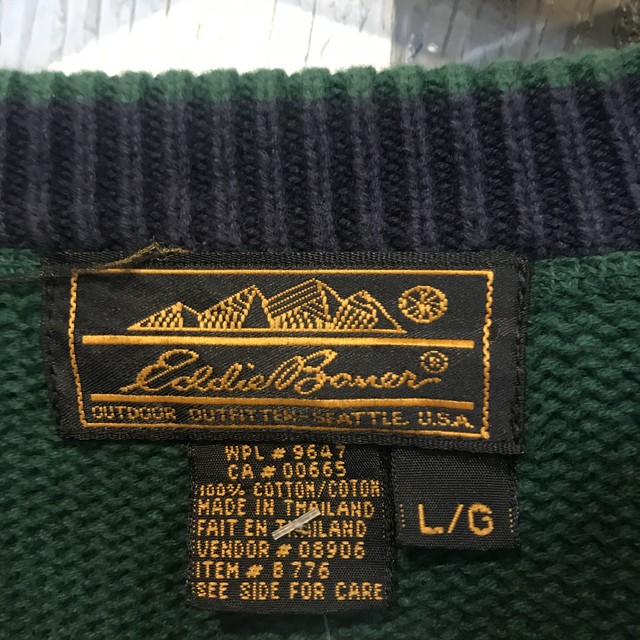 Eddie Bauer®
OUTDOOR OUTFITTER, SEATTLE, U.S.A.
WPL # 9647
CA # 00665
100% COTTON/COTON
MADE IN THAILAND
FAIT EN THAILAND
VENDOR # 08906
ITEM # B 776
SEE SIDE FOR CARE
L/G